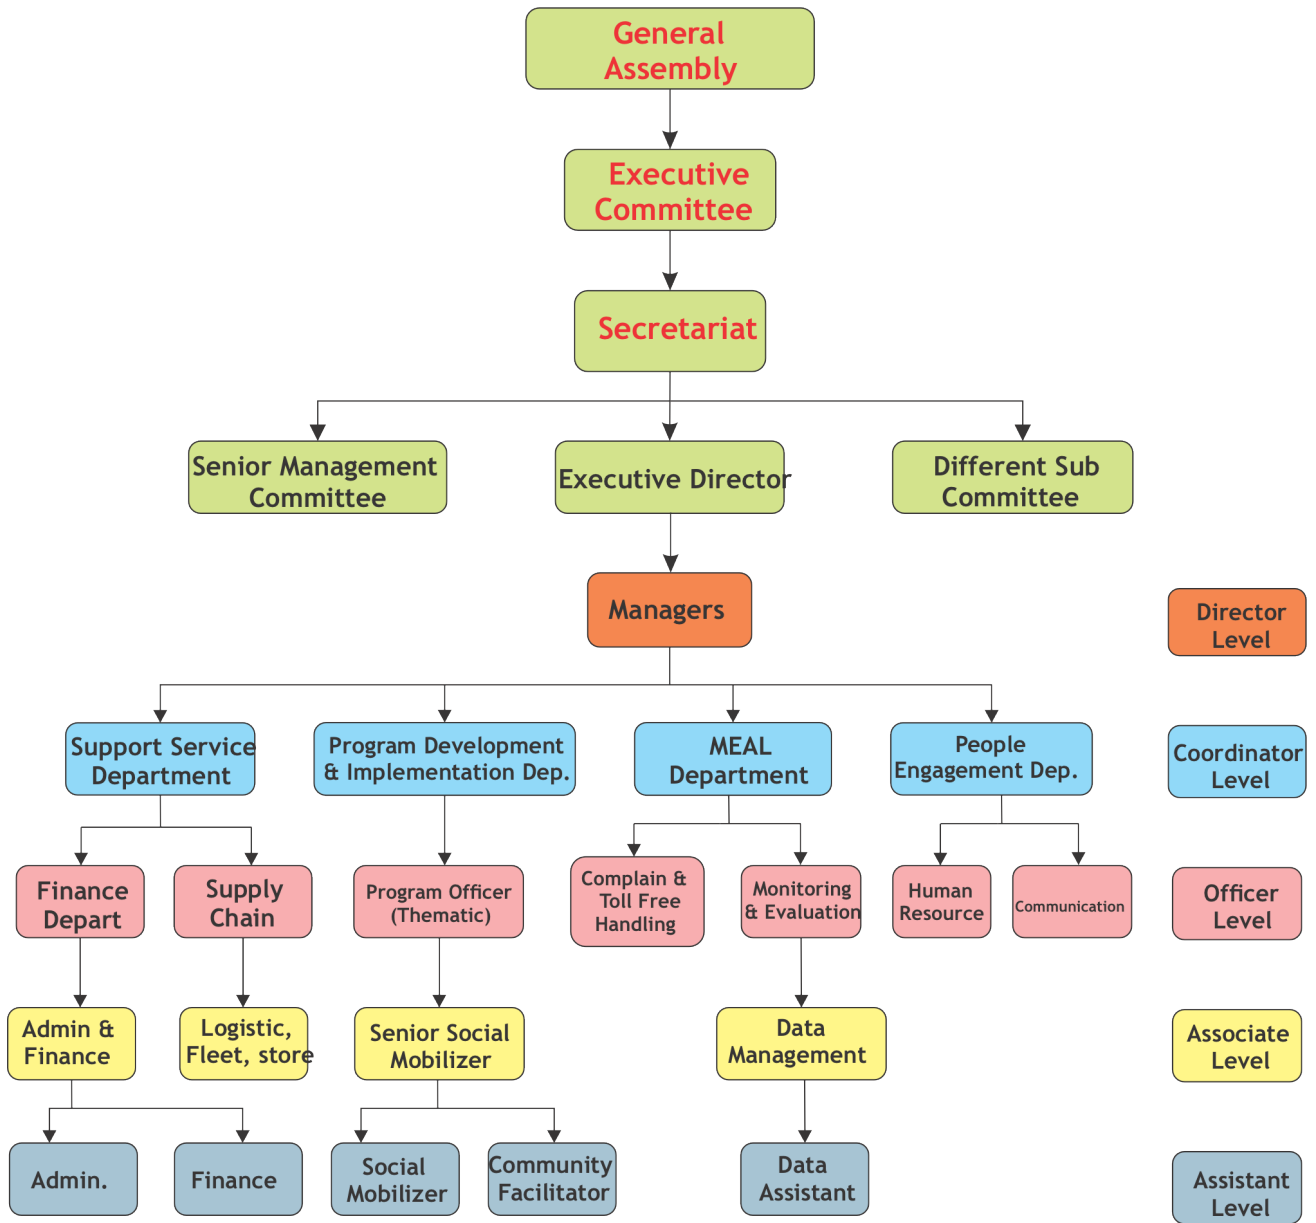 General
Assembly
Executive
Committee
Secretariat
Senior Management
Committee
Executive Director
Different Sub
Committee
Managers
Director
Level
Support Service
Department
Program Development
& Implementation Dep.
MEAL
Department
People
Engagement Dep.
Coordinator
Level
Finance
Depart
Supply
Chain
Program Officer
(Thematic)
Complain &
Toll Free
Handling
Monitoring
& Evaluation
Human
Resource
Communication
Officer
Level
Admin &
Finance
Logistic,
Fleet, store
Senior Social
Mobilizer
Data
Management
Associate
Level
Admin.
Finance
Social
Mobilizer
Community
Facilitator
Data
Assistant
Assistant
Level